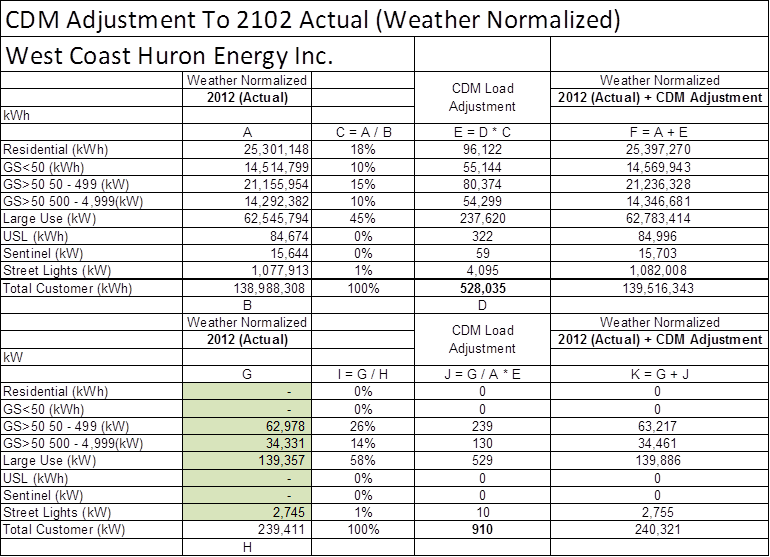 CDM Adjustment To 2102 Actual (Weather Normalized)
West Coast Huron Energy Inc.
Weather Normalized CDM Load Adjustment Weather Normalized
2012 (Actual) 2012 (Actual) + CDM Adjustment
kWh
A C = A / B E = D * C F = A + E
Residential (kWh) 25,301,148 18% 96,122 25,397,270
GS<50 (kWh) 14,514,799 10% 55,144 14,569,943
GS>50 50 - 499 (kW) 21,155,954 15% 80,374 21,236,328
GS>50 500 - 4,999(kW) 14,292,382 10% 54,299 14,346,681
Large Use (kW) 62,545,794 45% 237,620 62,783,414
USL (kWh) 84,674 0% 322 84,996
Sentinel (kW) 15,644 0% 59 15,703
Street Lights (kW) 1,077,913 1% 4,095 1,082,008
Total Customer (kWh) 138,988,308 100% 528,035 139,516,343
B D
Weather Normalized CDM Load Adjustment Weather Normalized
2012 (Actual) 2012 (Actual) + CDM Adjustment
kW
G I = G / H J = G / A * E K = G + J
Residential (kWh) - 0% 0 0
GS<50 (kWh) - 0% 0 0
GS>50 50 - 499 (kW) 62,978 26% 239 63,217
GS>50 500 - 4,999(kW) 34,331 14% 130 34,461
Large Use (kW) 139,357 58% 529 139,886
USL (kWh) - 0% 0 0
Sentinel (kW) - 0% 0 0
Street Lights (kW) 2,745 1% 10 2,755
Total Customer (kW) 239,411 100% 910 240,321
H